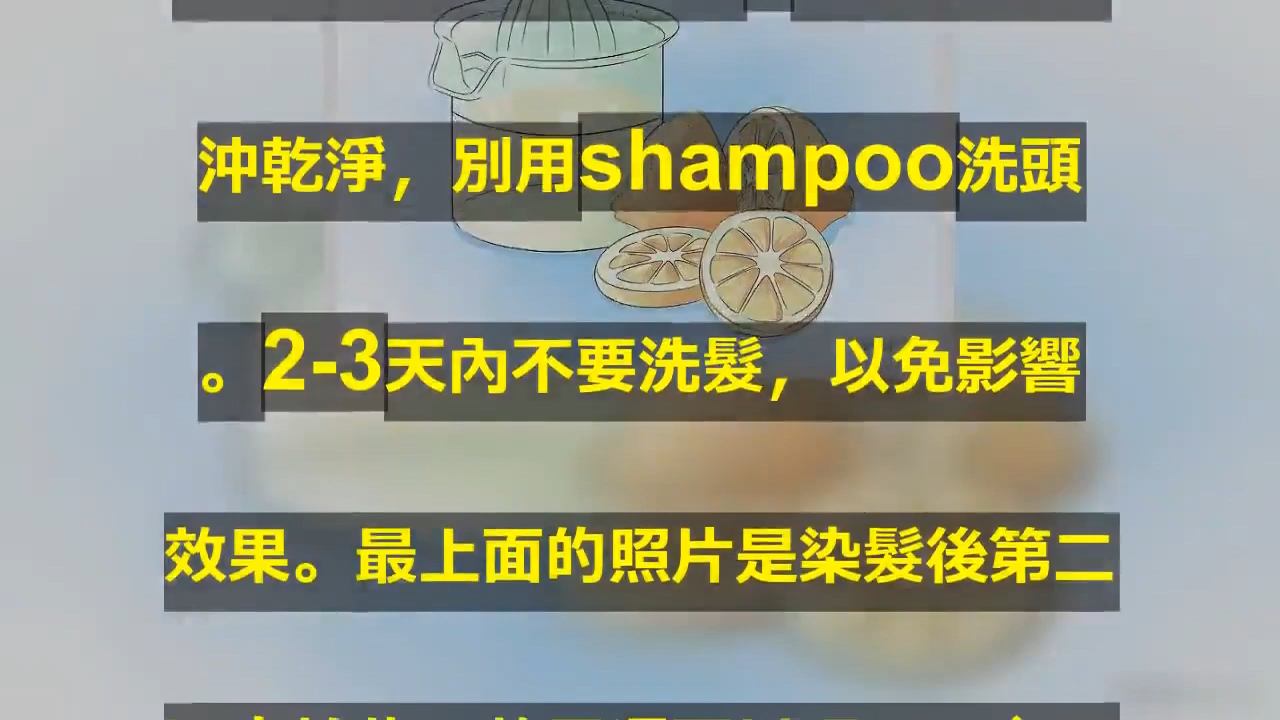 沖乾淨，別用shampoo洗頭
。2-3天內不要洗髮，以免影響
效果。最上面的照片是染髮後第二